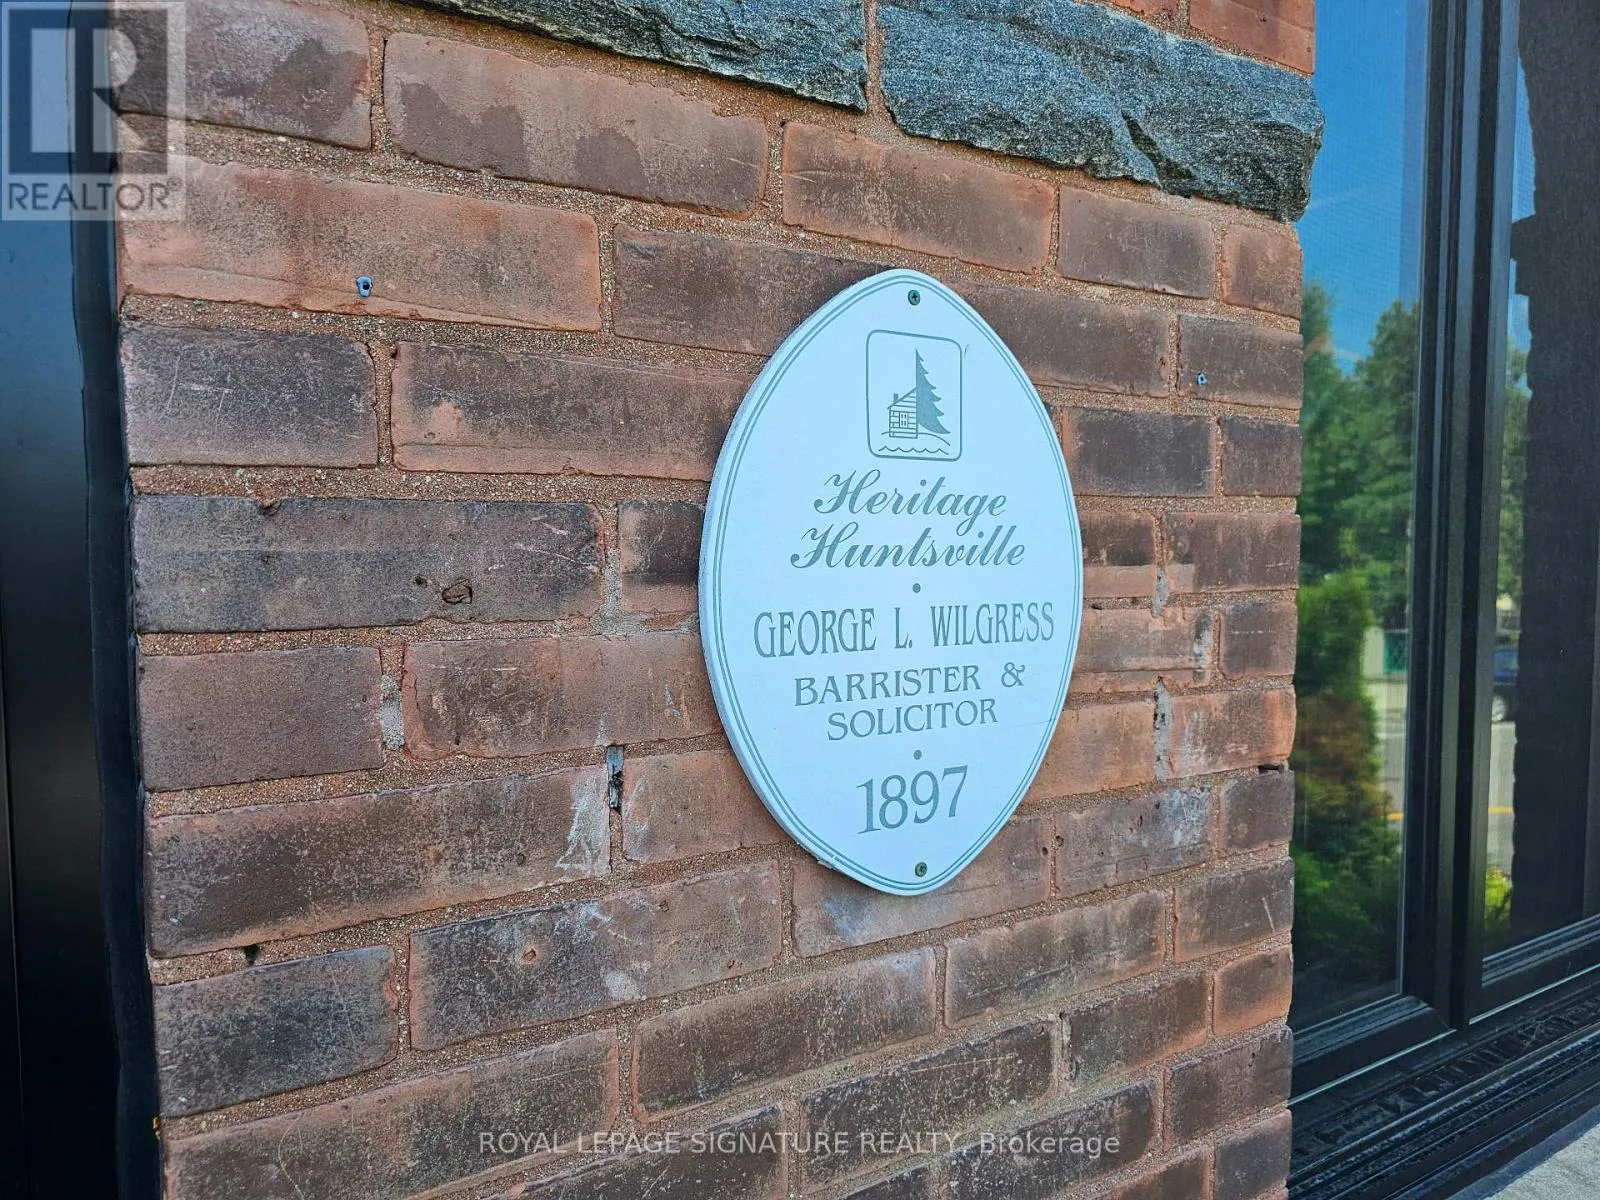 REALTOR®
Heritage
Huntsville
•
GEORGE L. WILGRESS
BARRISTER &
SOLICITOR
•
1897
ROYAL LEPAGE SIGNATURE REALTY, Brokerage